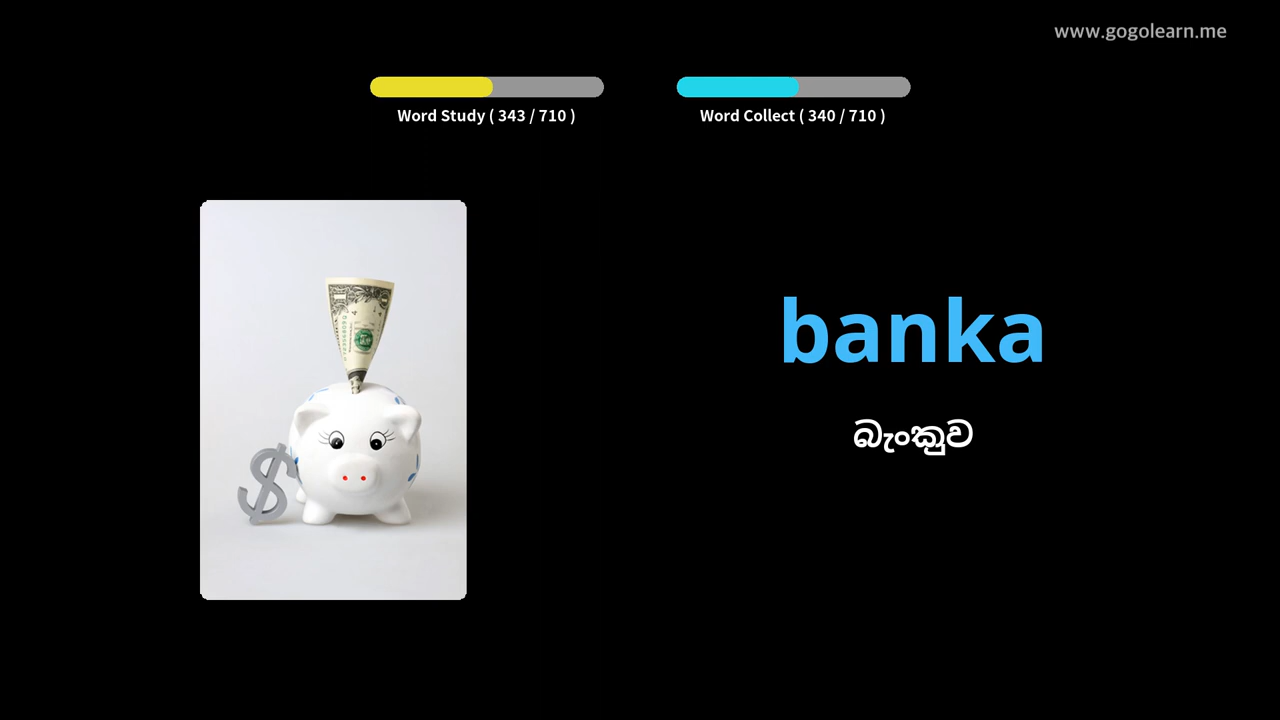 www.gogolearn.me
Word Study ( 343 / 710 )
Word Collect ( 340 / 710 )
banka
බැංකුව
$